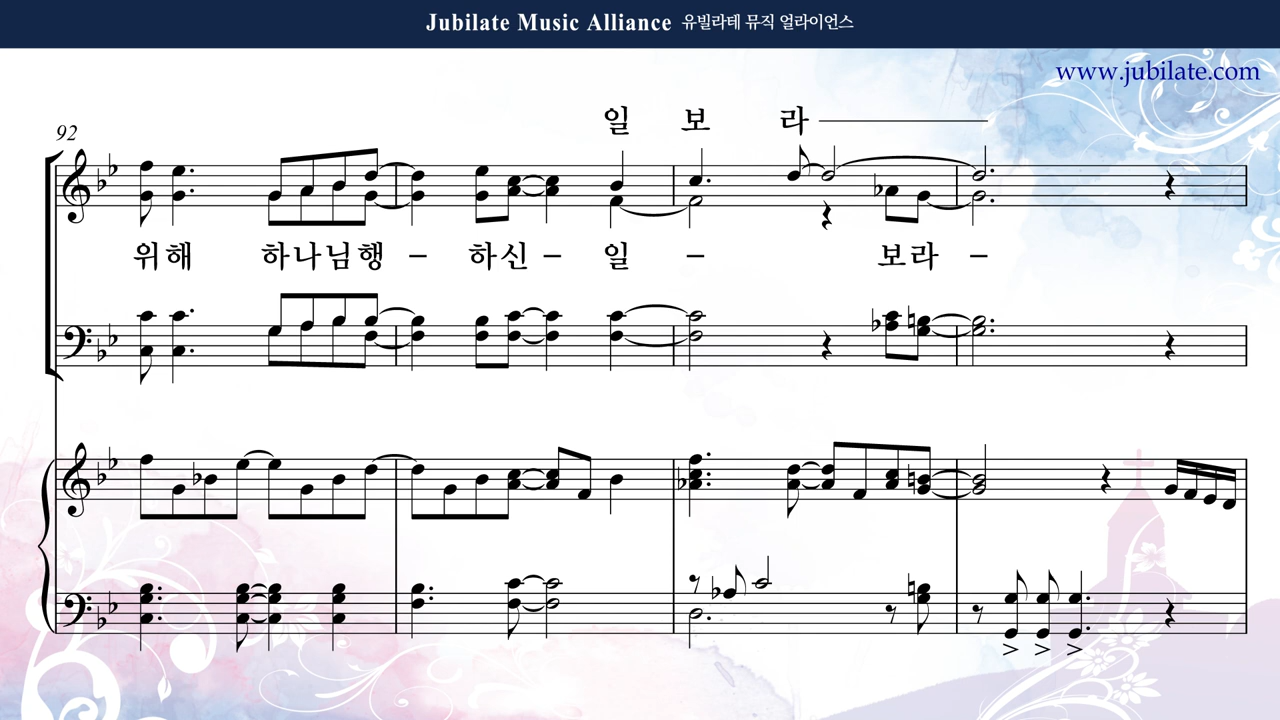 Jubilate Music Alliance 유빌라테 뮤직 얼라이언스
www.jubilate.com
일 보 라
92
위해 하나님행 - 하신 - 일 - 보라 -